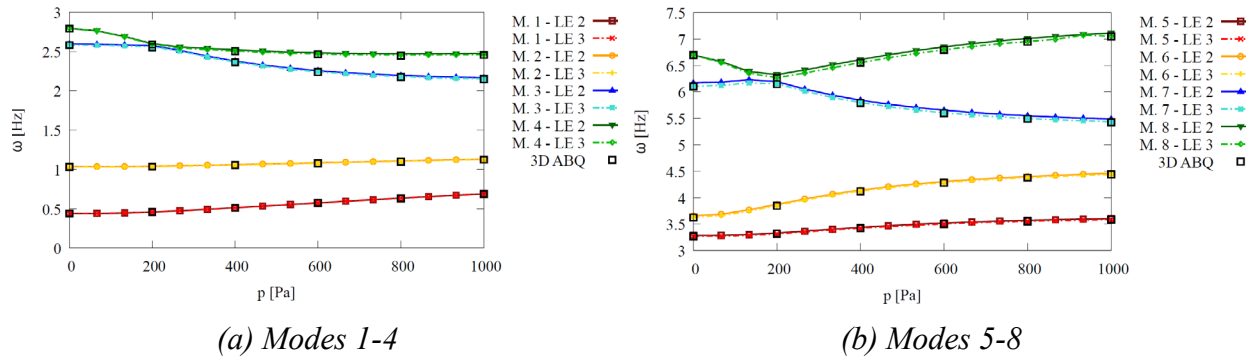 3
2.5
2
1.5
1
0.5
0
ω [Hz]
0 200 400 600 800 1000
p [Pa]
M. 1 - LE 2
M. 1 - LE 3
M. 2 - LE 2
M. 2 - LE 3
M. 3 - LE 2
M. 3 - LE 3
M. 4 - LE 2
M. 4 - LE 3
3D ABQ
(a) Modes 1-4
7.5
7
6.5
6
5.5
5
4.5
4
3.5
3
ω [Hz]
0 200 400 600 800 1000
p [Pa]
M. 5 - LE 2
M. 5 - LE 3
M. 6 - LE 2
M. 6 - LE 3
M. 7 - LE 2
M. 7 - LE 3
M. 8 - LE 2
M. 8 - LE 3
3D ABQ
(b) Modes 5-8